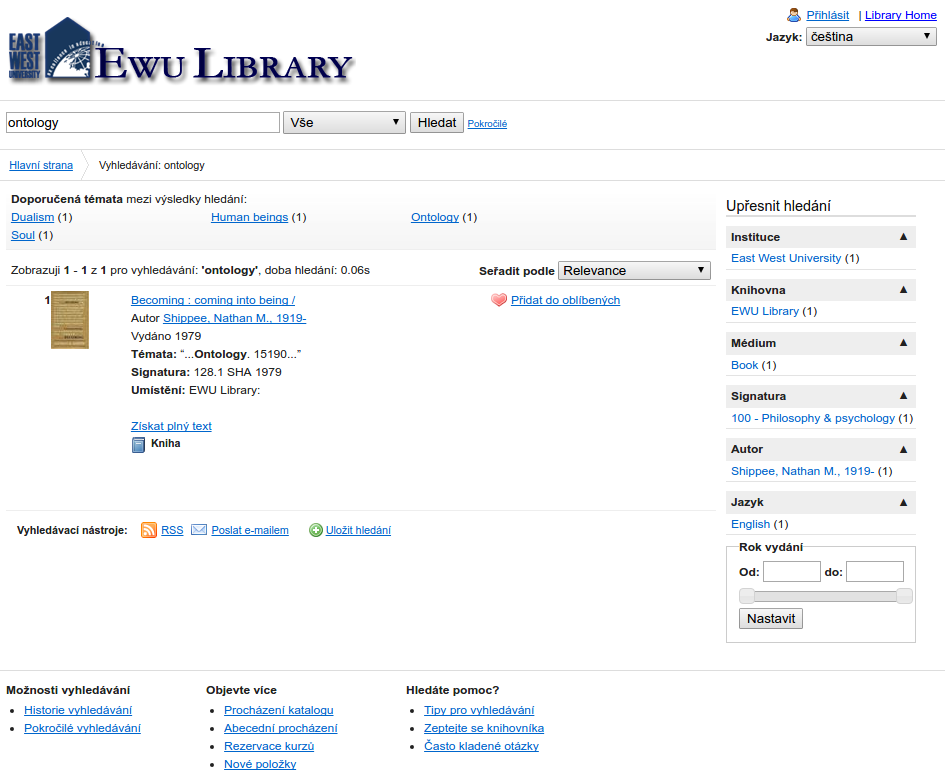 Přihlásit | Library Home
Jazyk: čeština
EAST WEST UNIVERSITY
EWU LIBRARY
ontology Vše Hledat Pokročilé
Hlavní strana Vyhledávání: ontology
Doporučená témata mezi výsledky hledání:
Dualism (1) Human beings (1) Ontology (1)
Soul (1)
Zobrazuji 1 - 1 z 1 pro vyhledávání: 'ontology', doba hledání: 0.06s Seřadit podle Relevance
1 Becoming : coming into being / Přidat do oblíbených
Autor Shippee, Nathan M., 1919-
Vydáno 1979
Témata: “...Ontology. 15190...”
Signatura: 128.1 SHA 1979
Umístění: EWU Library:
Získat plný text
Kniha
Vyhledávací nástroje: RSS Poslat e-mailem Uložit hledání
Upřesnit hledání
Instituce ▲
East West University (1)
Knihovna ▲
EWU Library (1)
Médium ▲
Book (1)
Signatura ▲
100 - Philosophy & psychology (1)
Autor ▲
Shippee, Nathan M., 1919- (1)
Jazyk ▲
English (1)
Rok vydání
Od: do:
Nastavit
Možnosti vyhledávání
Historie vyhledávání
Pokročilé vyhledávání
Objevte více
Procházení katalogu
Abecední procházení
Rezervace kurzů
Nové položky
Hledáte pomoc?
Tipy pro vyhledávání
Zeptejte se knihovníka
Často kladené otázky